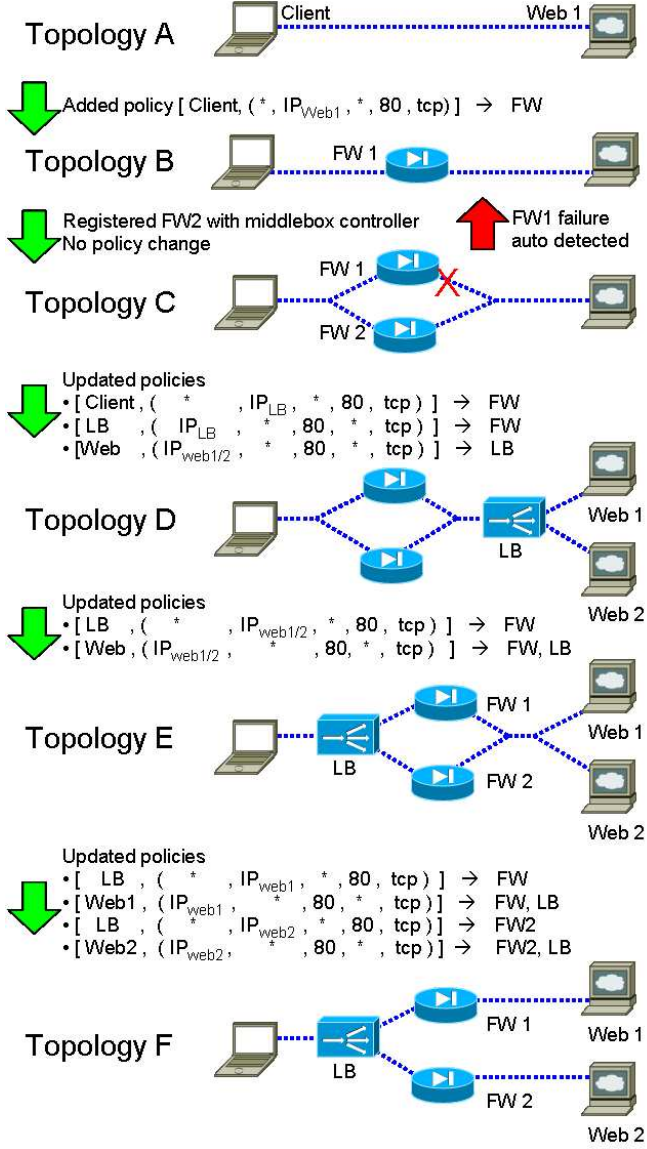 Client
Web 1
Topology A
Added policy [ Client, ( * , IPWeb1 , * , 80 , tcp) ] → FW
Topology B
FW 1
Registered FW2 with middlebox controller
No policy change
FW1 failure
auto detected
FW 1
Topology C
FW 2
Updated policies
• [ Client , ( * , IPLB , * , 80 , tcp ) ] → FW
• [ LB , ( IPLB , * , 80 , * , tcp ) ] → FW
• [Web , ( IPweb1/2 , * , 80 , * , tcp ) ] → LB
Topology D
Web 1
LB
Web 2
Updated policies
• [ LB , ( * , IPweb1/2 , * , 80 , tcp ) ] → FW
• [ Web , ( IPweb1/2 , * , 80, * , tcp ) ] → FW, LB
FW 1
Topology E
Web 1
LB
FW 2
Web 2
Updated policies
• [ LB , ( * , IPweb1 , * , 80 , tcp ) ] → FW
• [ Web1 , ( IPweb1 , * , 80 , * , tcp ) ] → FW, LB
• [ LB , ( * , IPweb2 , * , 80 , tcp ) ] → FW2
• [ Web2 , ( IPweb2 , * , 80 , * , tcp ) ] → FW2, LB
FW 1
Web 1
Topology F
LB
FW 2
Web 2